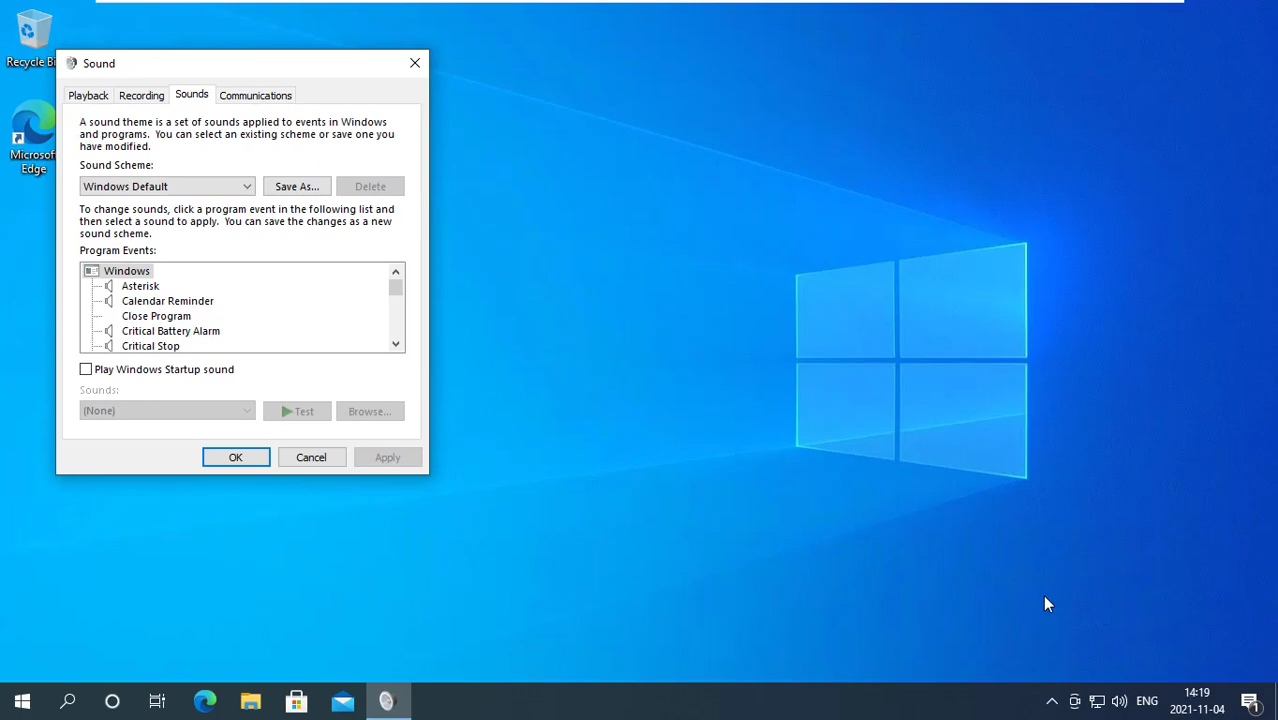 Recycle Bi
Microsof
Edge
Sound
Playback
Recording
Sounds
Communications
A sound theme is a set of sounds applied to events in Windows
and programs.  You can select an existing scheme or save one you
have modified.
Sound Scheme:
Windows Default
Save As...
Delete
To change sounds, click a program event in the following list and
then select a sound to apply.  You can save the changes as a new
sound scheme.
Program Events:
Windows
Asterisk
Calendar Reminder
Close Program
Critical Battery Alarm
Critical Stop
Play Windows Startup sound
Sounds:
(None)
Test
Browse...
OK
Cancel
Apply
ENG
14:19
2021-11-04
1